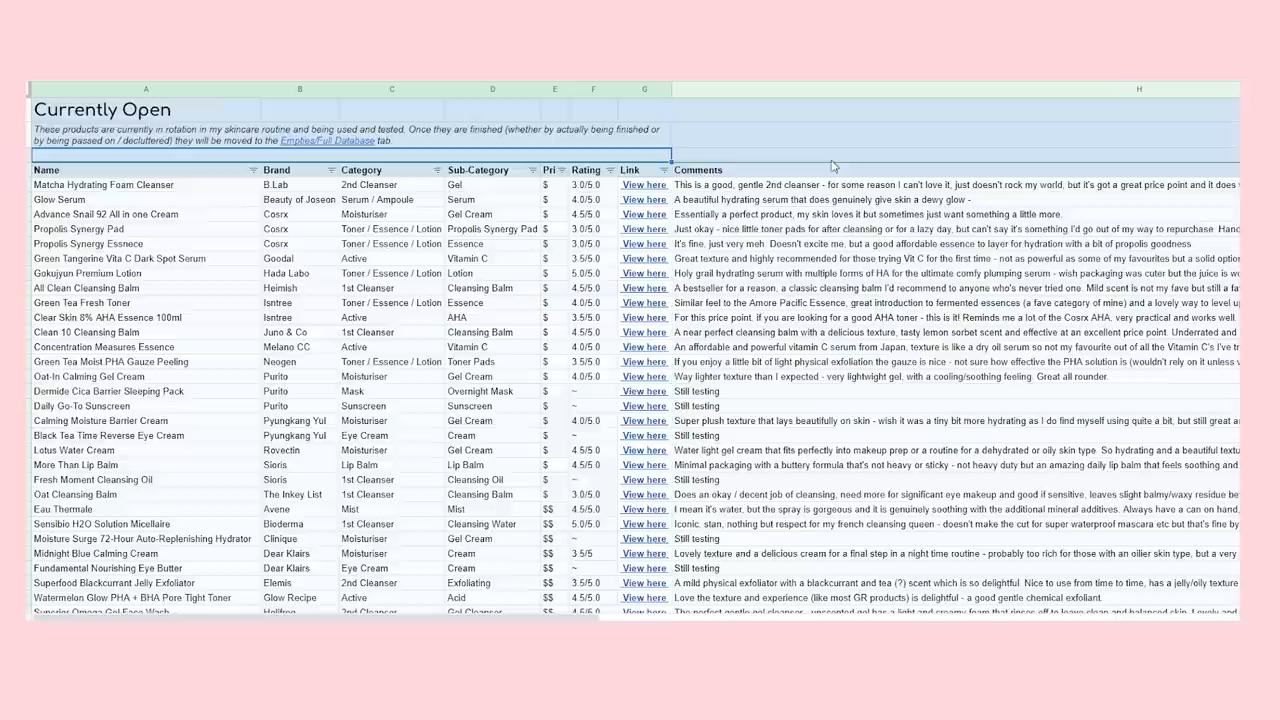 A B C D E F G H
Currently Open
These products are currently in rotation in my skincare routine and being used and tested. Once they are finished (whether by actually being finished or
by being passed on / decluttered) they will be moved to the Empties/Full Database tab.
Name Brand Category Sub-Category Pri Rating Link Comments
Matcha Hydrating Foam Cleanser B.Lab 2nd Cleanser Gel $ 3.0/5.0 View here This is a good, gentle 2nd cleanser - for some reason I can't love it, just doesn't rock my world, but it's got a great price point and it does
Glow Serum Beauty of Joseon Serum / Ampoule Serum $ 4.0/5.0 View here A beautiful hydrating serum that does genuinely give skin a dewy glow -
Advance Snail 92 All in one Cream Cosrx Moisturiser Gel Cream $ 4.5/5.0 View here Essentially a perfect product, my skin loves it but sometimes just want something a little more.
Propolis Synergy Pad Cosrx Toner / Essence / Lotion Propolis Synergy Pad $ 3.0/5.0 View here Just okay - nice little toner pads for after cleansing or for a lazy day, but can't say it's something I'd go out of my way to repurchase Hand
Propolis Synergy Essnece Cosrx Toner / Essence / Lotion Essence $ 3.0/5.0 View here It's fine, just very meh. Doesn't excite me, but a good affordable essence to layer for hydration with a bit of propolis goodness
Green Tangerine Vita C Dark Spot Serum Goodal Active Vitamin C $ 3.5/5.0 View here Great texture and highly recommended for those trying Vit C for the first time - not as powerful as some of my favourites but a solid option
Gokujyun Premium Lotion Hada Labo Toner / Essence / Lotion Lotion $ 5.0/5.0 View here Holy grail hydrating serum with multiple forms of HA for the ultimate comfy plumping serum - wish packaging was cuter but the juice is wo
All Clean Cleansing Balm Heimish 1st Cleanser Cleansing Balm $ 4.5/5.0 View here A bestseller for a reason, a classic cleansing balm I'd recommend to anyone who's never tried one. Mild scent is not my fave but still a fa
Green Tea Fresh Toner Isntree Toner / Essence / Lotion Essence $ 4.0/5.0 View here Similar feel to the Amore Pacific Essence, great introduction to fermented essences (a fave category of mine) and a lovely way to level u
Clear Skin 8% AHA Essence 100ml Isntree Active AHA $ 3.5/5.0 View here For this price point, if you are looking for a good AHA toner - this is it! Reminds me a lot of the Cosrx AHA, very practical and works well.
Clean 10 Cleansing Balm Juno & Co 1st Cleanser Cleansing Balm $ 4.5/5.0 View here A near perfect cleansing balm with a delicious texture, tasty lemon sorbet scent and effective at an excellent price point. Underrated and
Concentration Measures Essence Melano CC Active Vitamin C $ 4.0/5.0 View here An affordable and powerful vitamin C serum from Japan, texture is like a dry oil serum so not my favourite out of all the Vitamin C's I've tr
Green Tea Moist PHA Gauze Peeling Neogen Toner / Essence / Lotion Toner Pads $ 3.5/5.0 View here If you enjoy a little bit of light physical exfoliation the gauze is nice - not sure how effective the PHA solution is (wouldn't rely on it unless
Oat-In Calming Gel Cream Purito Moisturiser Gel Cream $ 4.0/5.0 View here Way lighter texture than I expected - very lightweight gel, with a cooling/soothing feeling. Great all rounder.
Dermide Cica Barrier Sleeping Pack Purito Mask Overnight Mask $ ~ View here Still testing
Daily Go-To Sunscreen Purito Sunscreen Sunscreen $ ~ View here Still testing
Calming Moisture Barrier Cream Pyungkang Yul Moisturiser Gel Cream $ 4.0/5.0 View here Super plush texture that lays beautifully on skin - wish it was a tiny bit more hydrating as I do find myself using quite a bit, but still great a
Black Tea Time Reverse Eye Cream Pyungkang Yul Eye Cream Cream $ ~ View here Still testing
Lotus Water Cream Rovectin Moisturiser Gel Cream $ 4.5/5.0 View here Water light gel cream that fits perfectly into makeup prep or a routine for a dehydrated or oily skin type. So hydrating and a beautiful textu
More Than Lip Balm Sioris Lip Balm Lip Balm $ 4.5/5.0 View here Minimal packaging with a buttery formula that's not heavy or sticky - not heavy duty but an amazing daily lip balm that feels soothing and
Fresh Moment Cleansing Oil Sioris 1st Cleanser Cleansing Oil $ ~ View here Still testing
Oat Cleansing Balm The Inkey List 1st Cleanser Cleansing Balm $ 3.0/5.0 View here Does an okay / decent job of cleansing, need more for significant eye makeup and good if sensitive, leaves slight balmy/waxy residue be
Eau Thermale Avene Mist Mist $$ 4.5/5.0 View here I mean it's water, but the spray is gorgeous and it is genuinely soothing with the additional mineral additives. Always have a can on hand,
Sensibio H2O Solution Micellaire Bioderma 1st Cleanser Cleansing Water $$ 5.0/5.0 View here Iconic, stan, nothing but respect for my french cleansing queen - doesn't make the cut for super waterproof mascara etc but that's fine by
Moisture Surge 72-Hour Auto-Replenishing Hydrator Clinique Moisturiser Gel Cream $$ ~ View here Still testing
Midnight Blue Calming Cream Dear Klairs Moisturiser Cream $$ 3.5/5 View here Lovely texture and a delicious cream for a final step in a night time routine - probably too rich for those with an oilier skin type, but a very
Fundamental Nourishing Eye Butter Dear Klairs Eye Cream Cream $$ ~ View here Still testing
Superfood Blackcurrant Jelly Exfoliator Elemis 2nd Cleanser Exfoliating $$ 3.5/5.0 View here A mild physical exfoliator with a blackcurrant and tea (?) scent which is so delightful. Nice to use from time to time, has a jelly/oily texture
Watermelon Glow PHA + BHA Pore Tight Toner Glow Recipe Active Acid $$ 4.5/5.0 View here Love the texture and experience (like most GR products) is delightful - a good gentle chemical exfoliant.
Superior Omega Gel Face Wash Holifrog 2nd Cleanser Gel Cleanser $$ 4.5/5.0 View here The perfect gentle gel cleanser - unscented gel has a light and creamy foam that rinses off to leave clean and balanced skin. Lovely and